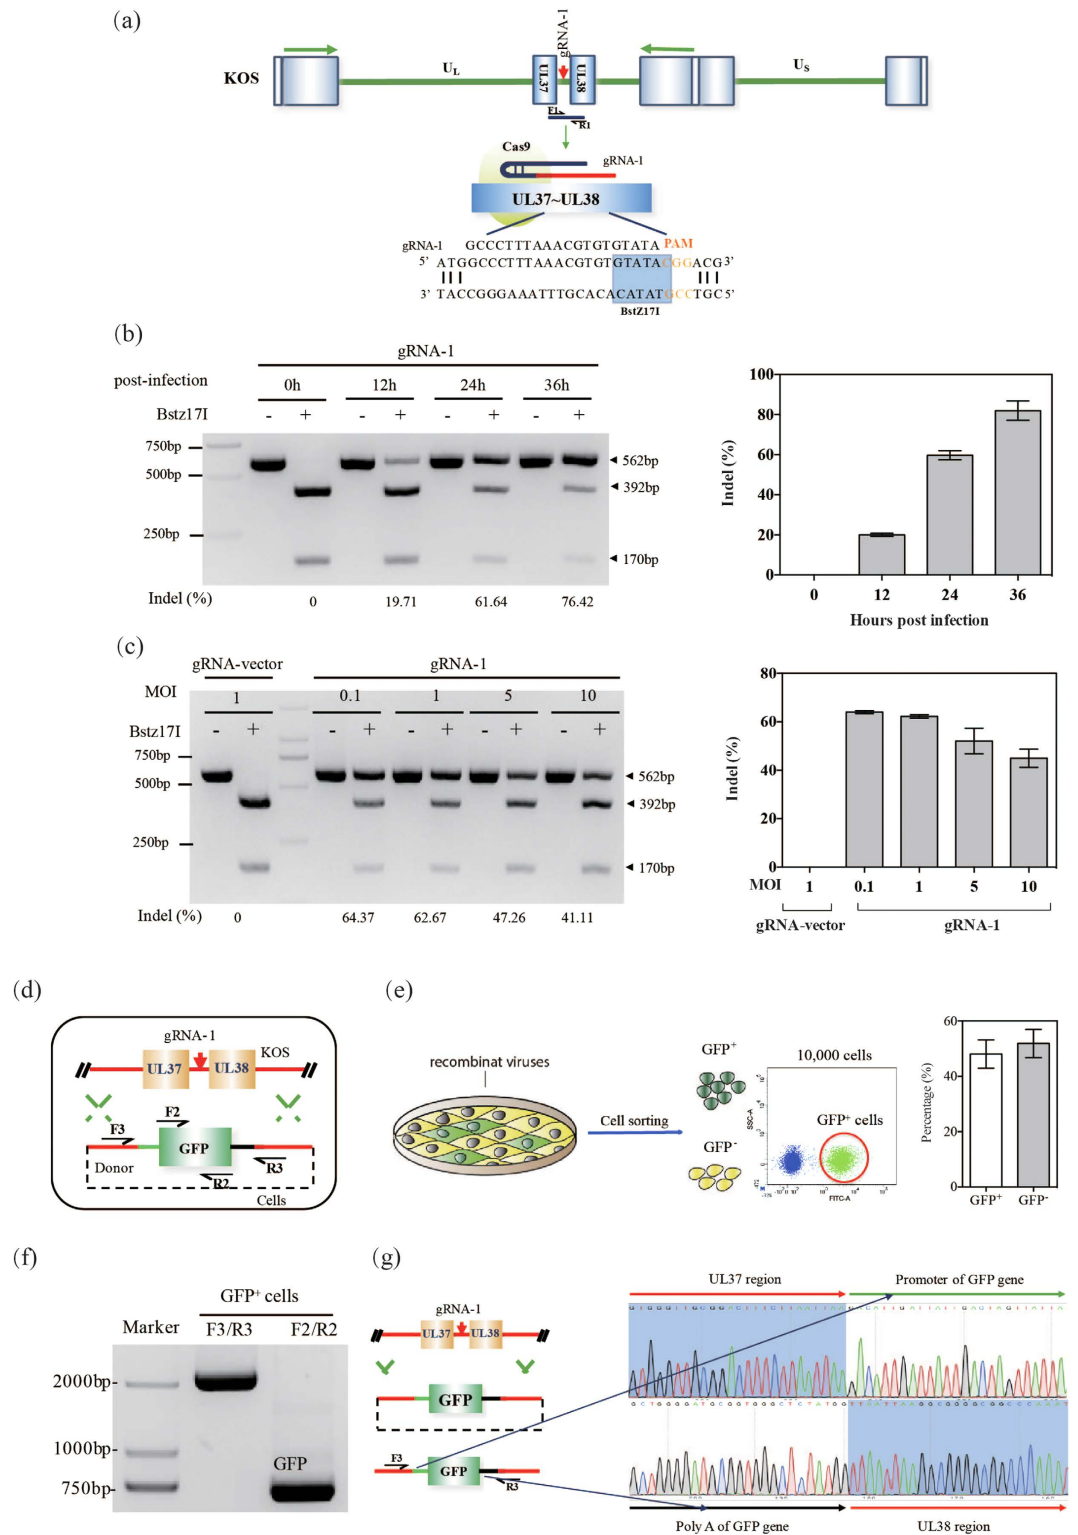 (a)
gRNA-1
KOS
UL
UL37
UL38
US
F1
R1
Cas9
gRNA-1
UL37~UL38
gRNA-1 GCCCTTTAAACGTGTGTATA PAM
5' ATGGCCCTTTAAACGTGTGTATACGGACG 3'
3' TACCGGGAAATTTGCACACATATGCCTGC 5'
BstZ17I
(b)
gRNA-1
post-infection 0h 12h 24h 36h
Bstz17I - + - + - + - +
750bp
500bp
250bp
562bp
392bp
170bp
Indel (%) 0 19.71 61.64 76.42
100
80
60
40
20
0
Indel (%)
0 12 24 36
Hours post infection
(c)
gRNA-vector gRNA-1
MOI 1 0.1 1 5 10
Bstz17I - + - + - + - + - +
750bp
500bp
250bp
562bp
392bp
170bp
Indel (%) 0 64.37 62.67 47.26 41.11
80
60
40
20
0
Indel (%)
MOI 1 0.1 1 5 10
gRNA-vector gRNA-1
(d)
gRNA-1
UL37 UL38 KOS
F2
F3
GFP
Donor
R3
R2
Cells
(e)
recombinat viruses
Cell sorting
GFP+
GFP-
10,000 cells
GFP+ cells
SSC-A
FITC-A
60
40
20
0
Percentage (%)
GFP+ GFP-
(f)
GFP+ cells
Marker F3/R3 F2/R2
2000bp
1000bp
750bp
GFP
(g)
gRNA-1
UL37 UL38
GFP
F3
GFP
R3
UL37 region Promoter of GFP gene
Poly A of GFP gene UL38 region